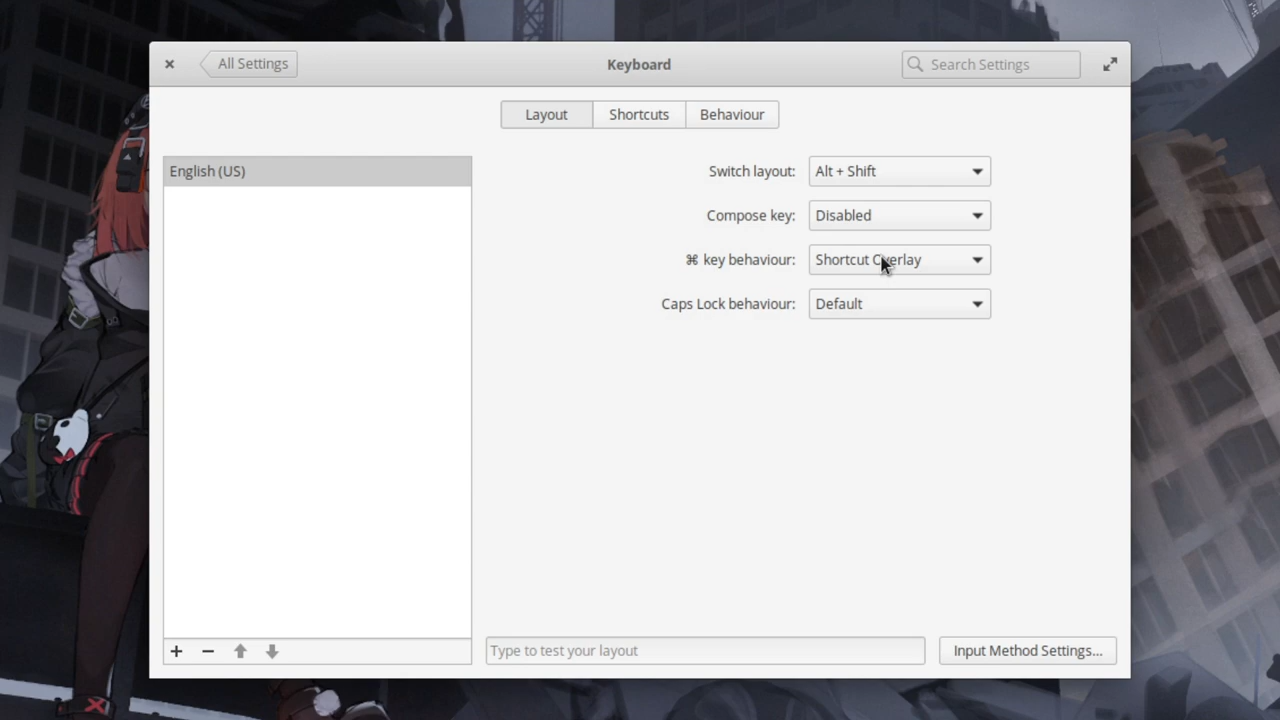 All Settings
Keyboard
Search Settings
Layout
Shortcuts
Behaviour
English (US)
Switch layout: Alt + Shift
Compose key: Disabled
⌘ key behaviour: Shortcut Overlay
Caps Lock behaviour: Default
Type to test your layout
Input Method Settings...